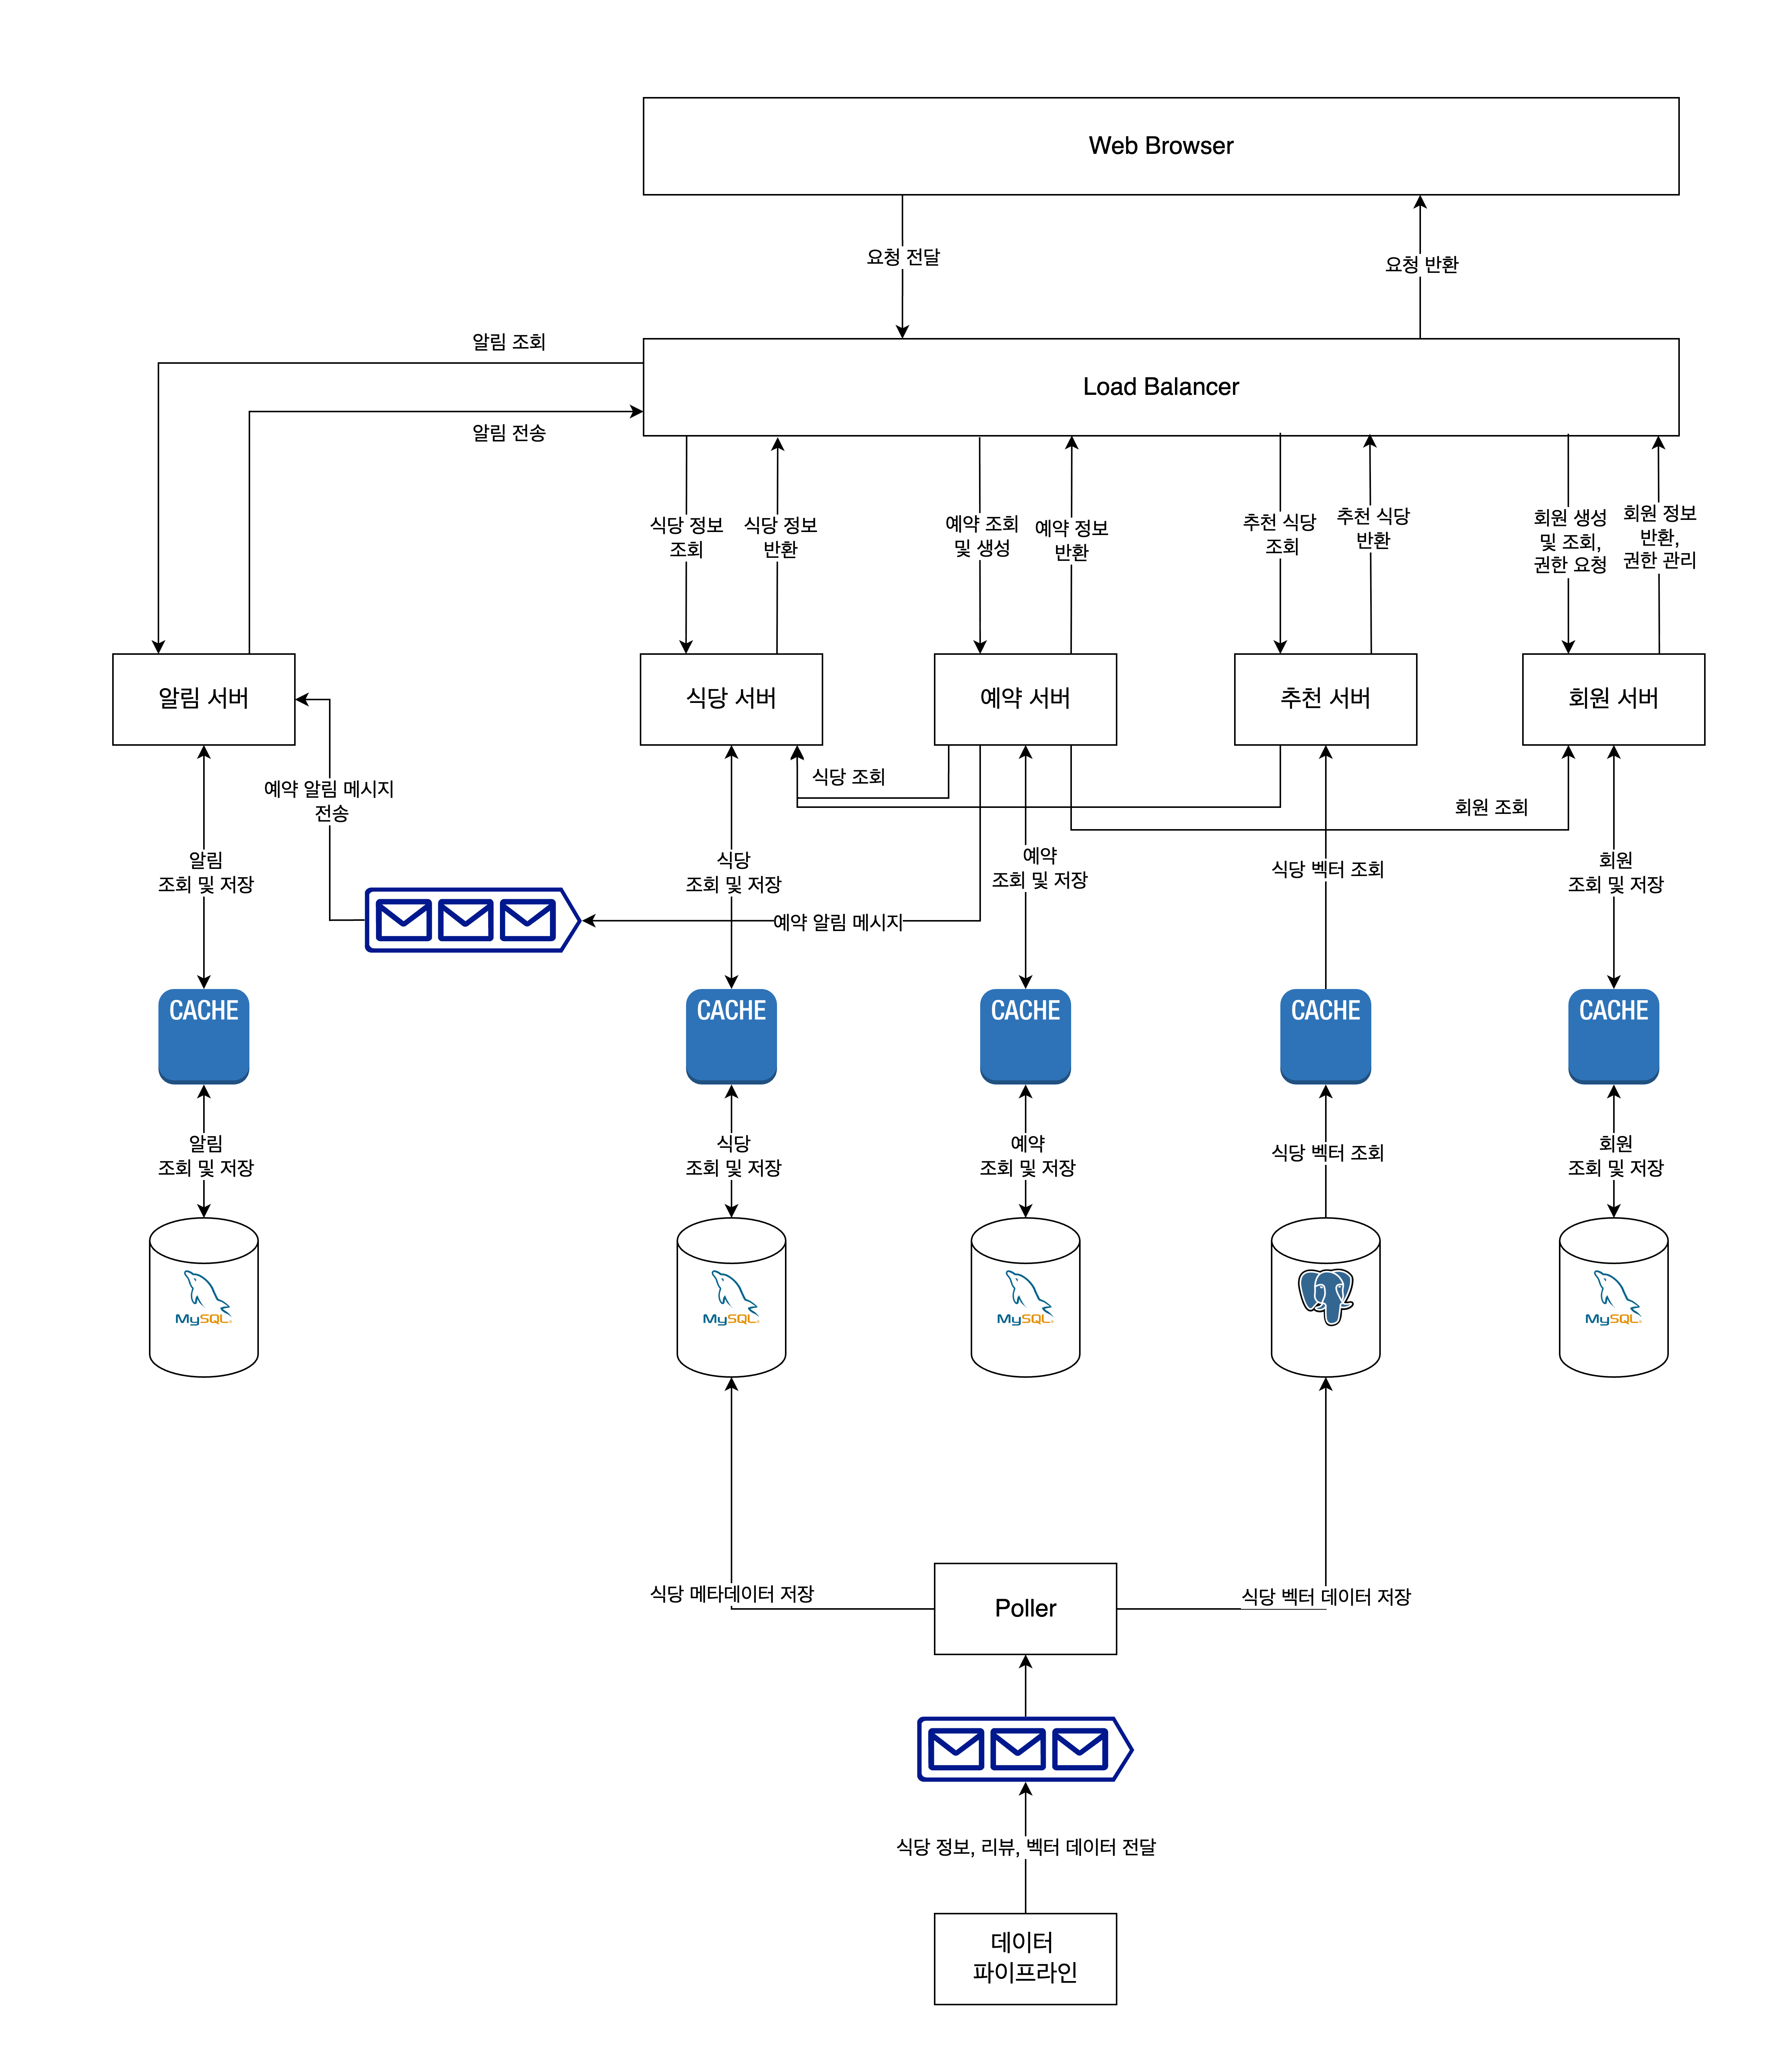 Web Browser
요청 전달
요청 반환
알림 조회
Load Balancer
알림 전송
식당 정보
조회
식당 정보
반환
예약 조회
및 생성
예약 정보
반환
추천 식당
조회
추천 식당
반환
회원 생성
및 조회,
권한 요청
회원 정보
반환,
권한 관리
알림 서버
식당 서버
예약 서버
추천 서버
회원 서버
식당 조회
회원 조회
예약 알림 메시지
전송
알림
조회 및 저장
식당
조회 및 저장
예약
조회 및 저장
식당 벡터 조회
회원
조회 및 저장
예약 알림 메시지
CACHE
CACHE
CACHE
CACHE
CACHE
알림
조회 및 저장
식당
조회 및 저장
예약
조회 및 저장
식당 벡터 조회
회원
조회 및 저장
MySQL
MySQL
MySQL
MySQL
식당 메타데이터 저장
Poller
식당 벡터 데이터 저장
식당 정보, 리뷰, 벡터 데이터 전달
데이터
파이프라인